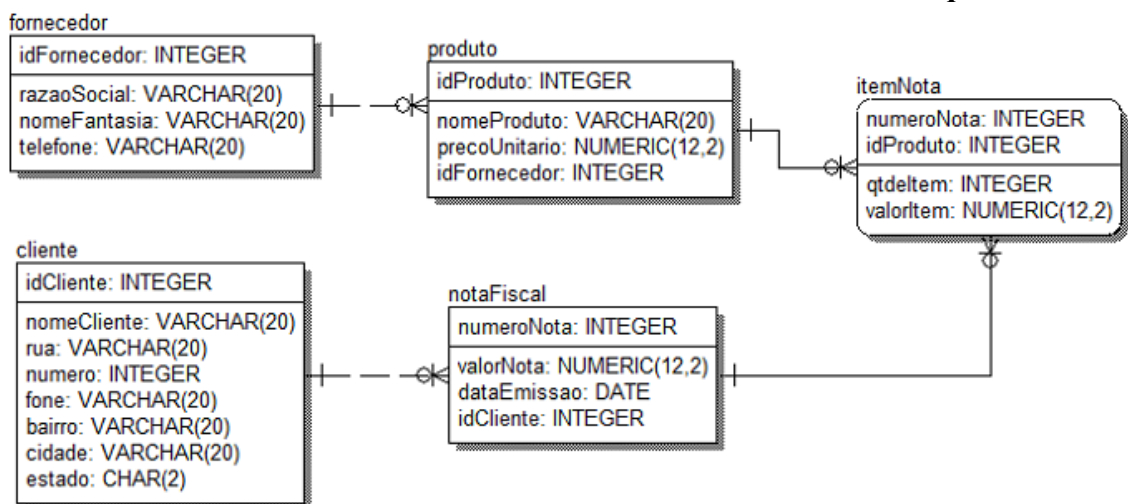 fornecedor
idFornecedor: INTEGER
razaoSocial: VARCHAR(20)
nomeFantasia: VARCHAR(20)
telefone: VARCHAR(20)
produto
idProduto: INTEGER
nomeProduto: VARCHAR(20)
precoUnitario: NUMERIC(12,2)
idFornecedor: INTEGER
itemNota
numeroNota: INTEGER
idProduto: INTEGER
qtdeItem: INTEGER
valorItem: NUMERIC(12,2)
cliente
idCliente: INTEGER
nomeCliente: VARCHAR(20)
rua: VARCHAR(20)
numero: INTEGER
fone: VARCHAR(20)
bairro: VARCHAR(20)
cidade: VARCHAR(20)
estado: CHAR(2)
notaFiscal
numeroNota: INTEGER
valorNota: NUMERIC(12,2)
dataEmissao: DATE
idCliente: INTEGER